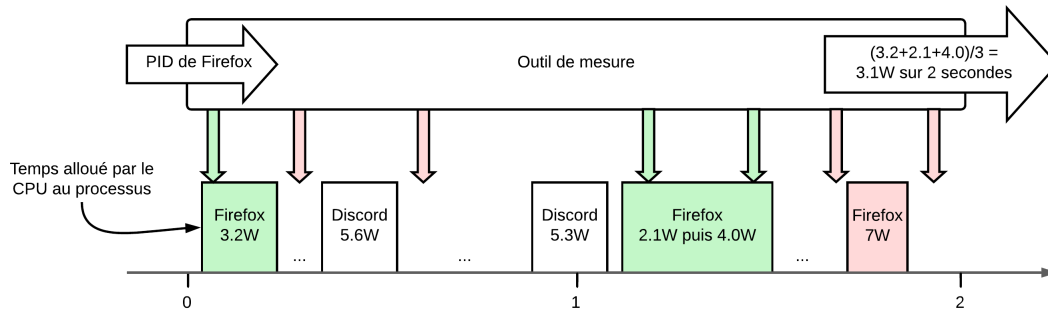 PID de Firefox
Outil de mesure
(3.2+2.1+4.0)/3 =
3.1W sur 2 secondes
Temps alloué par le
CPU au processus
Firefox
3.2W
...
Discord
5.6W
...
Discord
5.3W
Firefox
2.1W puis 4.0W
...
Firefox
7W
0
1
2